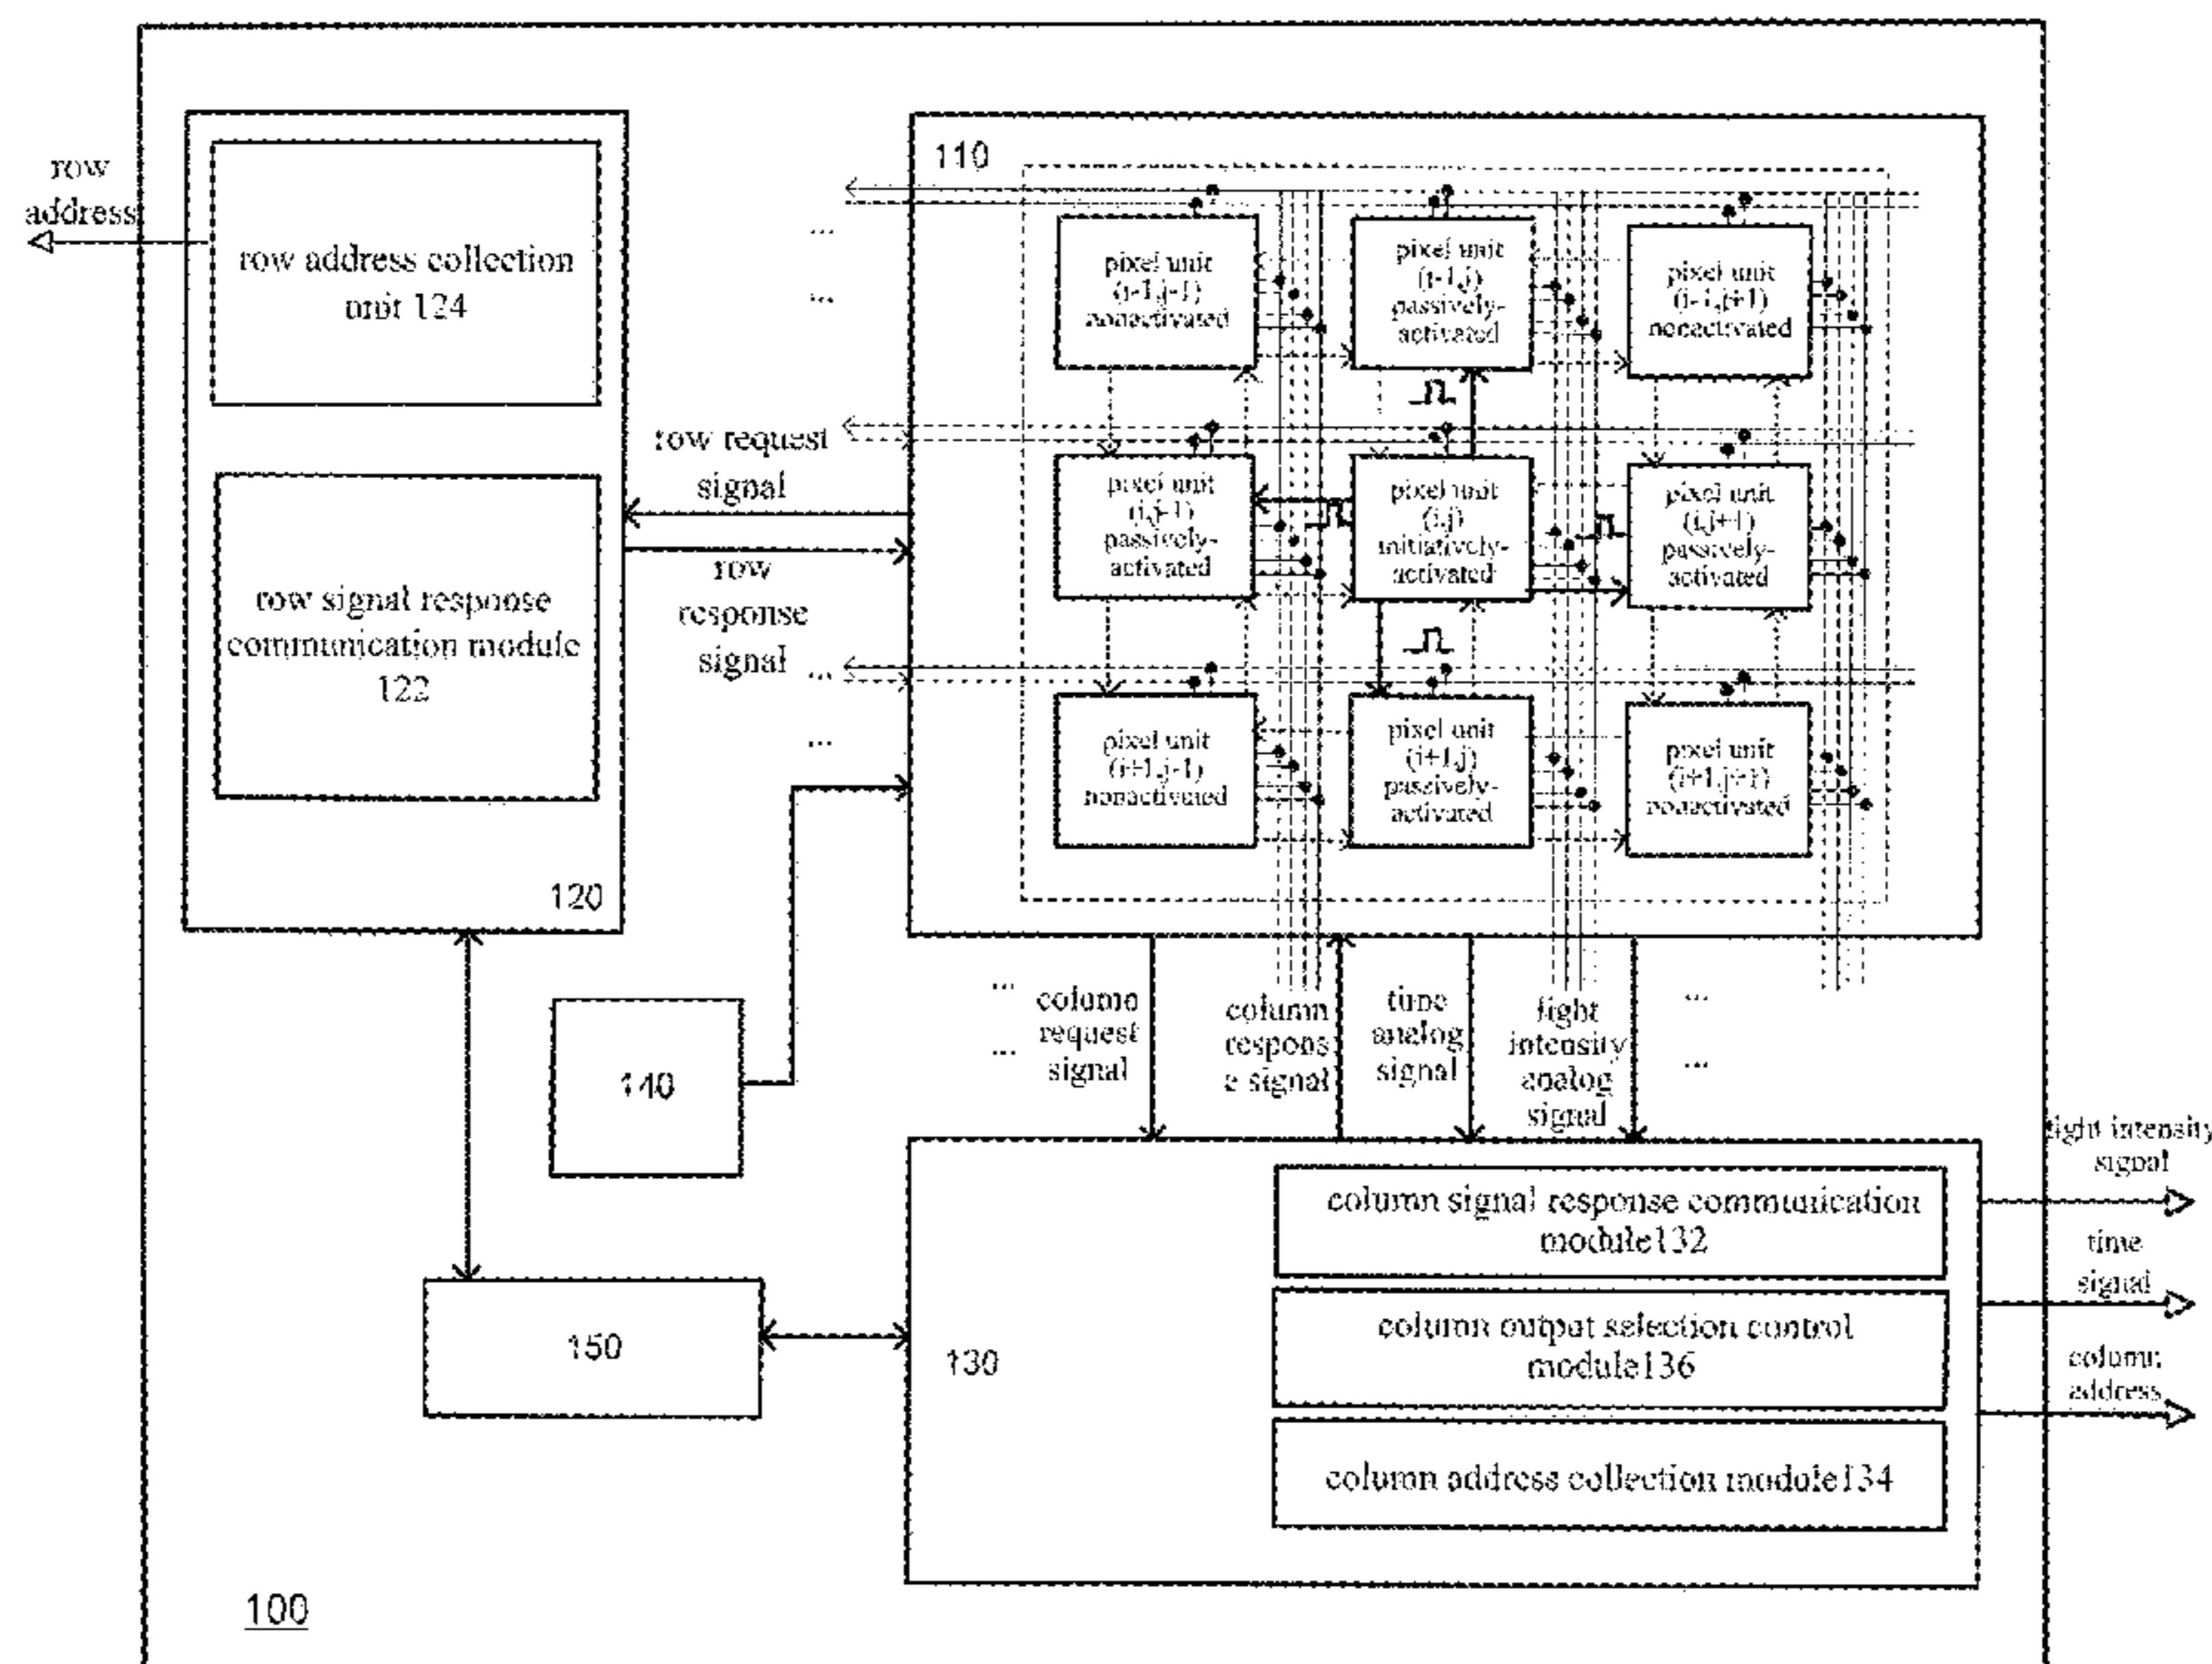 row
address
row address collection
unit 124
row signal response
communication module
122
120
row request
signal
row
response
signal
...
...
...
...
110
pixel unit
(i-1,j-1)
nonactivated
pixel unit
(i-1,j)
passively-
activated
pixel unit
(i-1,j+1)
nonactivated
pixel unit
(i,j-1)
passively-
activated
pixel unit
(i,j)
initiatively-
activated
pixel unit
(i,j+1)
passively-
activated
pixel unit
(i+1,j-1)
nonactivated
pixel unit
(i+1,j)
passively-
activated
pixel unit
(i+1,j+1)
nonactivated
...
...
column
request
signal
column
respons
e signal
time
analog
signal
light
intensity
analog
signal
...
...
140
150
130
column signal response communication
module132
column output selection control
module136
column address collection module134
light intensity
signal
time
signal
column
address
100